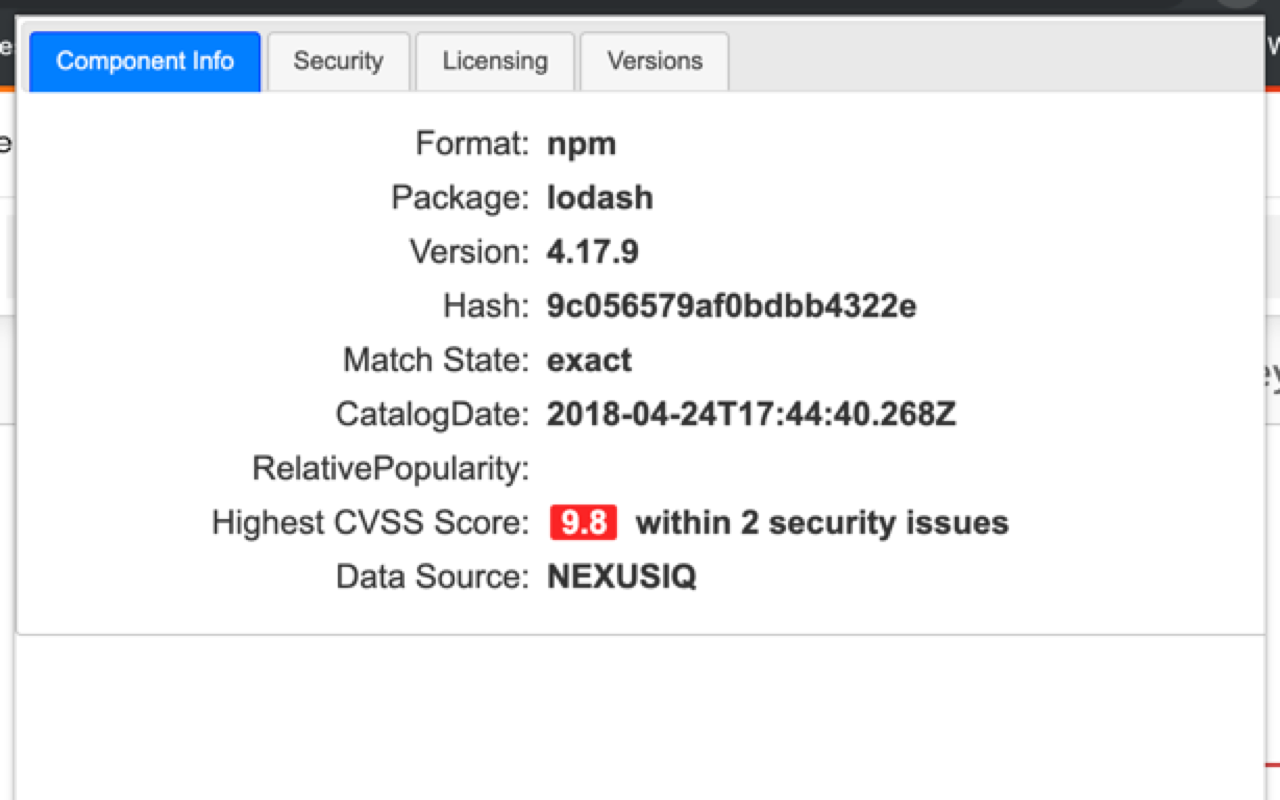 Component Info Security Licensing Versions
Format: npm
Package: lodash
Version: 4.17.9
Hash: 9c056579af0bdbb4322e
Match State: exact
CatalogDate: 2018-04-24T17:44:40.268Z
RelativePopularity:
Highest CVSS Score: 9.8 within 2 security issues
Data Source: NEXUSIQ